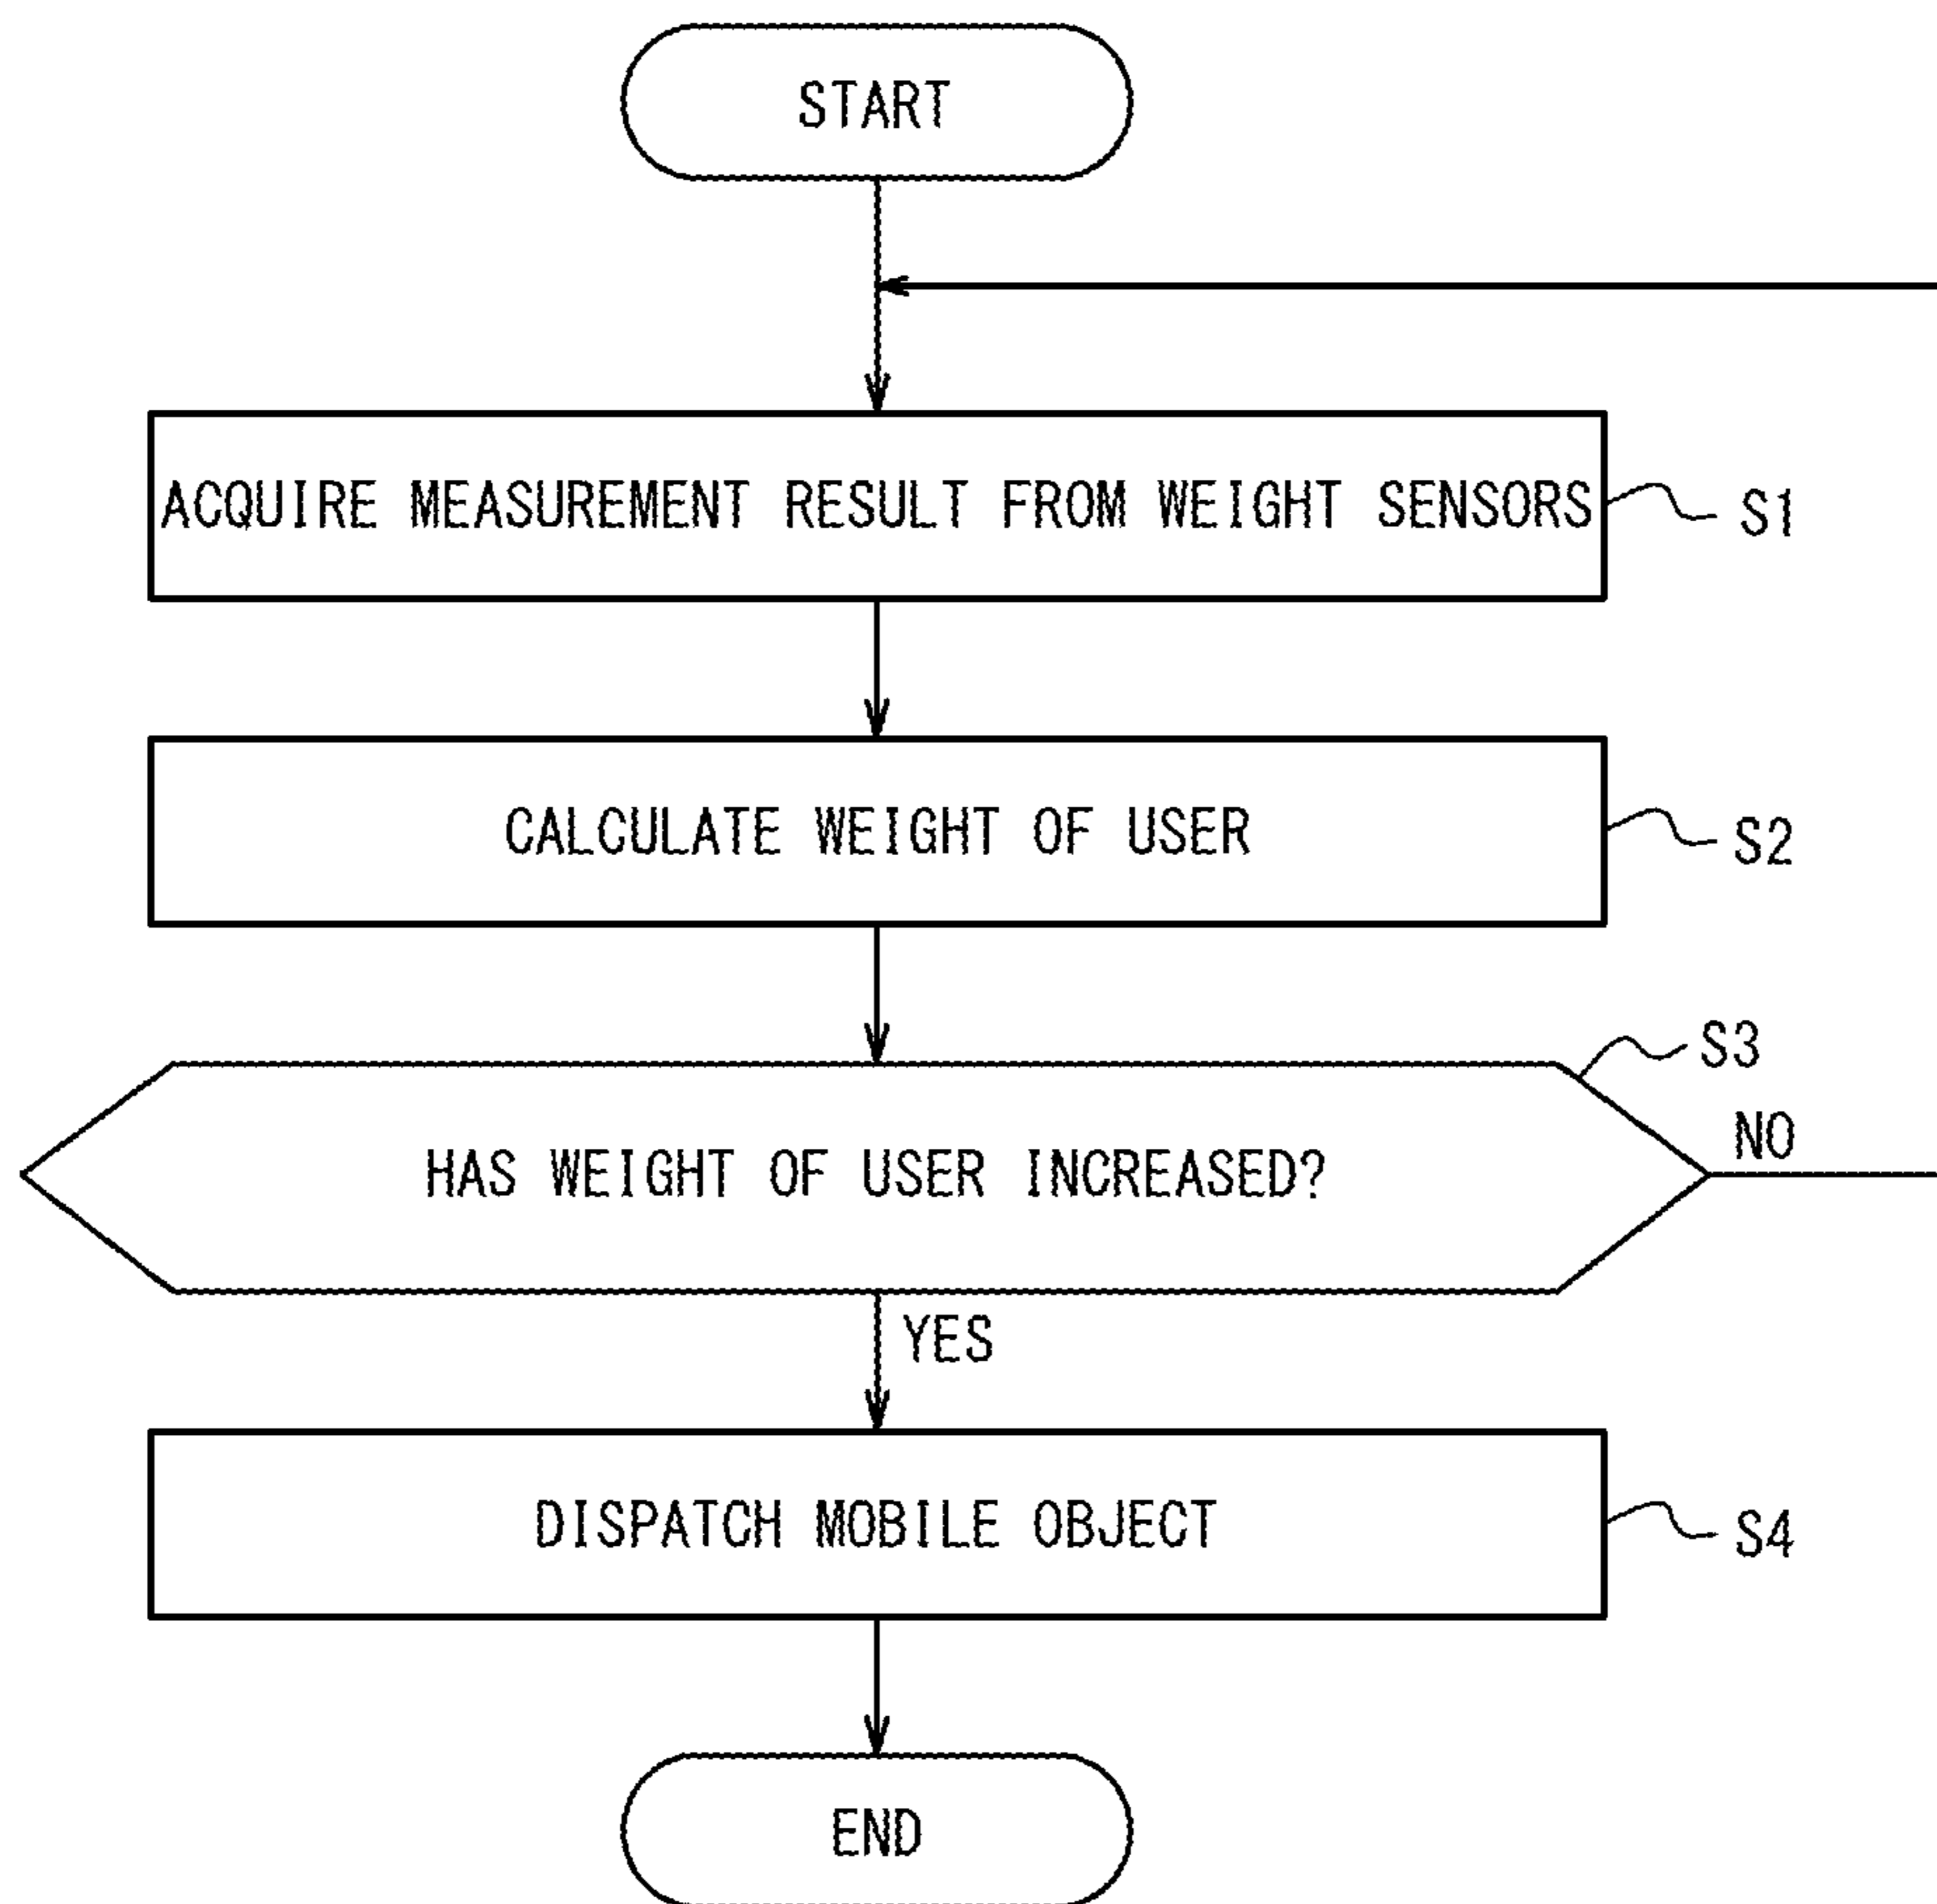 START
ACQUIRE MEASUREMENT RESULT FROM WEIGHT SENSORS
S1
CALCULATE WEIGHT OF USER
S2
S3
NO
HAS WEIGHT OF USER INCREASED?
YES
DISPATCH MOBILE OBJECT
S4
END